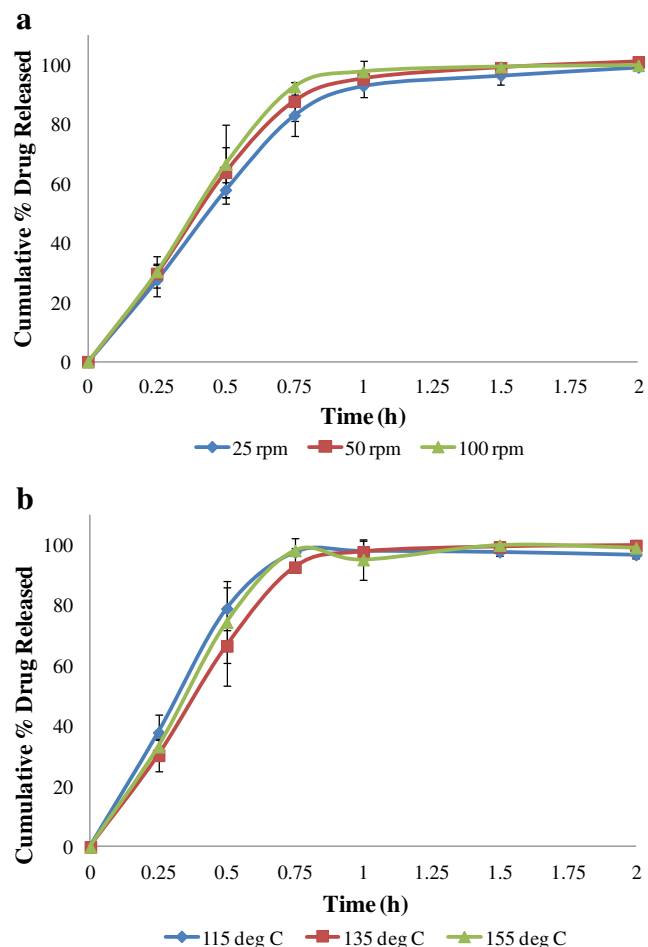 a
Cumulative % Drug Released
100
80
60
40
20
0
0 0.25 0.5 0.75 1 1.25 1.5 1.75 2
Time (h)
25 rpm 50 rpm 100 rpm
b
Cumulative % Drug Released
100
80
60
40
20
0
0 0.25 0.5 0.75 1 1.25 1.5 1.75 2
Time (h)
115 deg C 135 deg C 155 deg C